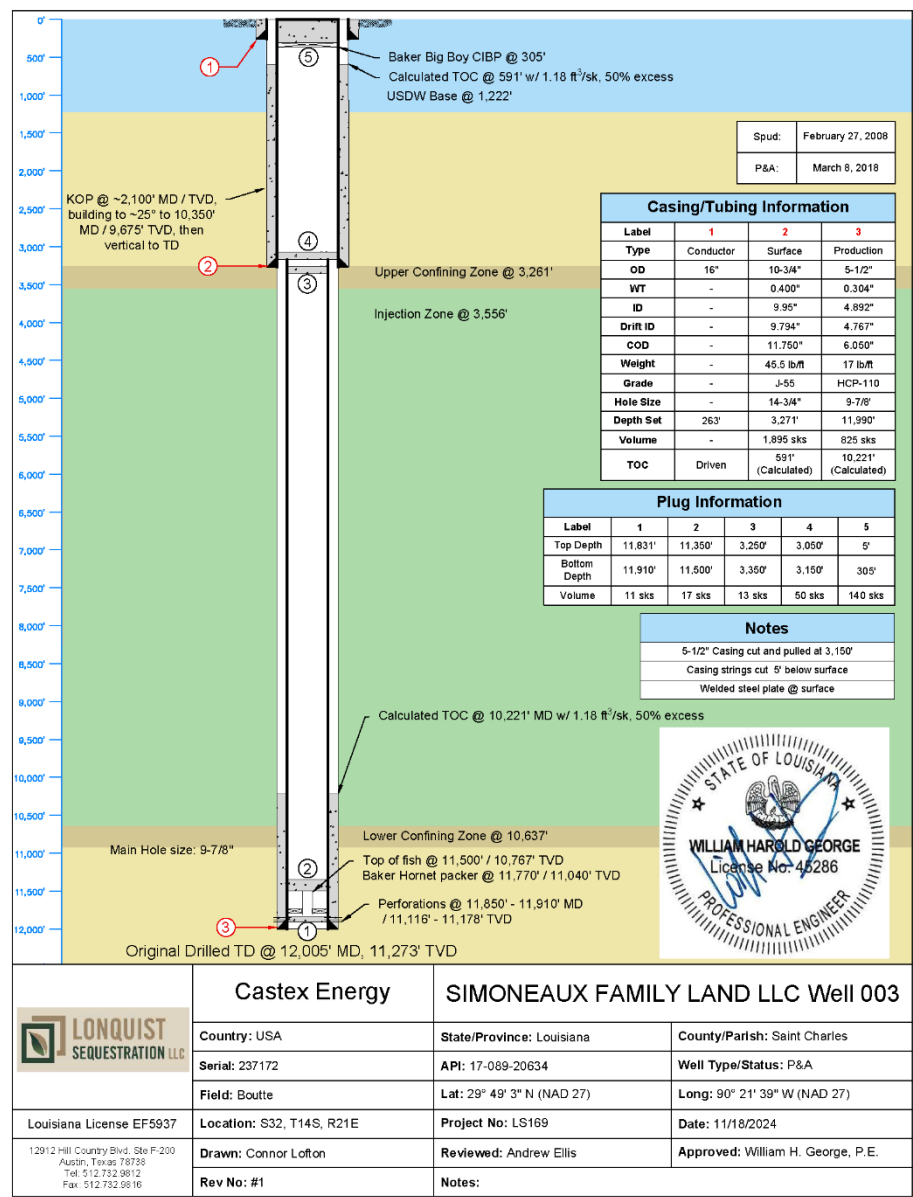 0'
500'
1,000'
1,500'
2,000'
2,500'
3,000'
3,500'
4,000'
4,500'
5,000'
5,500'
6,000'
6,500'
7,000'
7,500'
8,000'
8,500'
9,000'
9,500'
10,000'
10,500'
11,000'
11,500'
12,000'
1
5
Baker Big Boy CIBP @ 305'
Calculated TOC @ 591' w/ 1.18 ft³/sk, 50% excess
USDW Base @ 1,222'
Spud: February 27, 2008
P&A: March 8, 2018
KOP @ ~2,100' MD / TVD,
building to ~25° to 10,350'
MD / 9,675' TVD, then
vertical to TD
4
2
3
Upper Confining Zone @ 3,261'
Injection Zone @ 3,556'
Casing/Tubing Information
Label 1 2 3
Type Conductor Surface Production
OD 16" 10-3/4" 5-1/2"
WT - 0.400" 0.304"
ID - 9.95" 4.892"
Drift ID - 9.794" 4.767"
COD - 11.750" 6.050"
Weight - 45.5 lb/ft 17 lb/ft
Grade - J-55 HCP-110
Hole Size - 14-3/4" 9-7/8'
Depth Set 263' 3,271' 11,990'
Volume - 1,895 sks 825 sks
TOC Driven 591' (Calculated) 10,221' (Calculated)
Plug Information
Label 1 2 3 4 5
Top Depth 11,831' 11,350' 3,250' 3,050' 5'
Bottom Depth 11,910' 11,500' 3,350' 3,150' 305'
Volume 11 sks 17 sks 13 sks 50 sks 140 sks
Notes
5-1/2" Casing cut and pulled at 3,150'
Casing strings cut 5' below surface
Welded steel plate @ surface
Calculated TOC @ 10,221' MD w/ 1.18 ft³/sk, 50% excess
Lower Confining Zone @ 10,637'
Main Hole size: 9-7/8"
2
Top of fish @ 11,500' / 10,767' TVD
Baker Hornet packer @ 11,770' / 11,040' TVD
Perforations @ 11,850' - 11,910' MD
/ 11,116' - 11,178' TVD
3
1
Original Drilled TD @ 12,005' MD, 11,273' TVD
STATE OF LOUISIANA
WILLIAM HAROLD GEORGE
License No. 45286
PROFESSIONAL ENGINEER
LONQUIST
SEQUESTRATION LLC
Louisiana License EF5937
12912 Hill Country Blvd. Ste F-200
Austin, Texas 78738
Tel: 512.732.9812
Fax: 512.732.9816
Castex Energy
SIMONEAUX FAMILY LAND LLC Well 003
Country: USA
State/Province: Louisiana
County/Parish: Saint Charles
Serial: 237172
API: 17-089-20634
Well Type/Status: P&A
Field: Boutte
Lat: 29° 49' 3" N (NAD 27)
Long: 90° 21' 39" W (NAD 27)
Location: S32, T14S, R21E
Project No: LS169
Date: 11/18/2024
Drawn: Connor Lofton
Reviewed: Andrew Ellis
Approved: William H. George, P.E.
Rev No: #1
Notes: